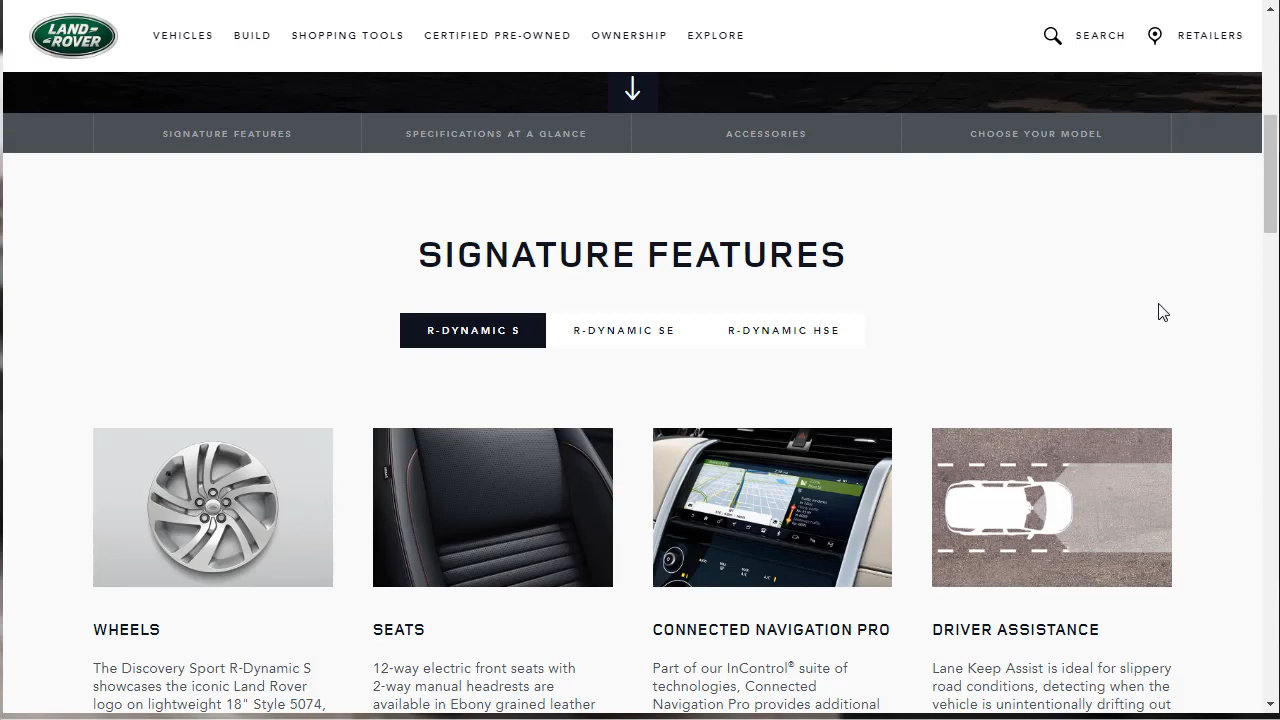 LAND-
-ROVER
VEHICLES BUILD SHOPPING TOOLS CERTIFIED PRE-OWNED OWNERSHIP EXPLORE SEARCH RETAILERS
SIGNATURE FEATURES SPECIFICATIONS AT A GLANCE ACCESSORIES CHOOSE YOUR MODEL
SIGNATURE FEATURES
R-DYNAMIC S R-DYNAMIC SE R-DYNAMIC HSE
WHEELS
The Discovery Sport R-Dynamic S
showcases the iconic Land Rover
logo on lightweight 18" Style 5074,
SEATS
12-way electric front seats with
2-way manual headrests are
available in Ebony grained leather
CONNECTED NAVIGATION PRO
Part of our InControl® suite of
technologies, Connected
Navigation Pro provides additional
DRIVER ASSISTANCE
Lane Keep Assist is ideal for slippery
road conditions, detecting when the
vehicle is unintentionally drifting out